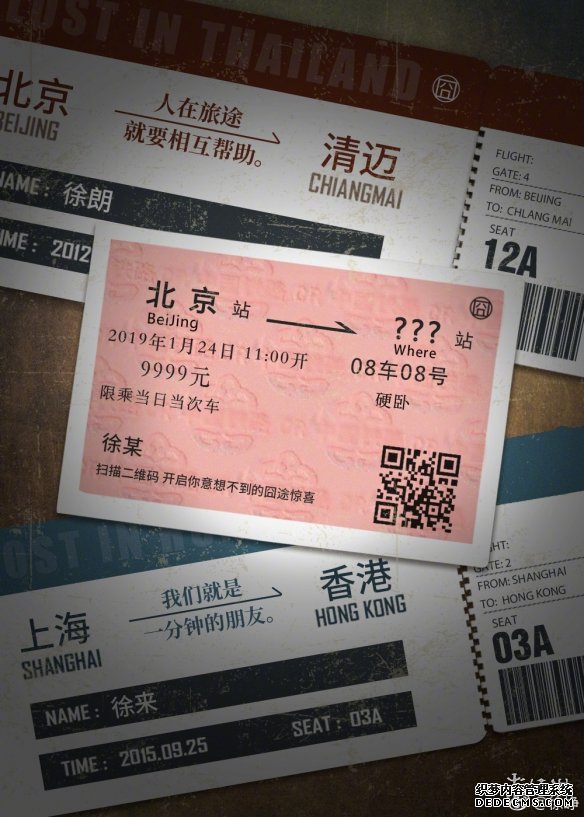 LOST IN THAILAND
囧
北京
BEIJING
人在旅途
就要相互帮助。
清迈
CHIANGMAI
NAME：徐朗
TIME：2012
FLIGHT:
GATE: 4
FROM: BEIJING
TO: CHLANG MAI
SEAT
12A
囧
北京 站
BeiJing
??? 站
Where
2019年1月24日 11:00开
08车08号
9999元
硬卧
限乘当日当次车
徐某
扫描二维码 开启你意想不到的囧途惊喜
LOST IN
我们就是
一分钟的朋友。
上海
SHANGHAI
香港
HONG KONG
NAME：徐来
SEAT：03A
TIME：2015.09.25
GHT:
GATE: 2
FROM: SHANGHAI
TO: HONG KONG
SEAT
03A
织梦内容管理系统
DEDECMS.COM